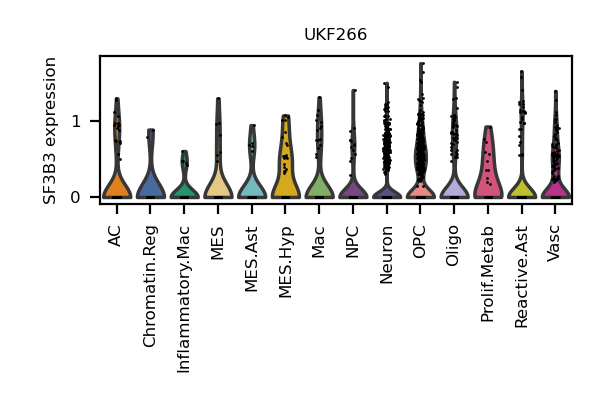 UKF266
SF3B3 expression
1
0
AC
Chromatin.Reg
Inflammatory.Mac
MES
MES.Ast
MES.Hyp
Mac
NPC
Neuron
OPC
Oligo
Prolif.Metab
Reactive.Ast
Vasc